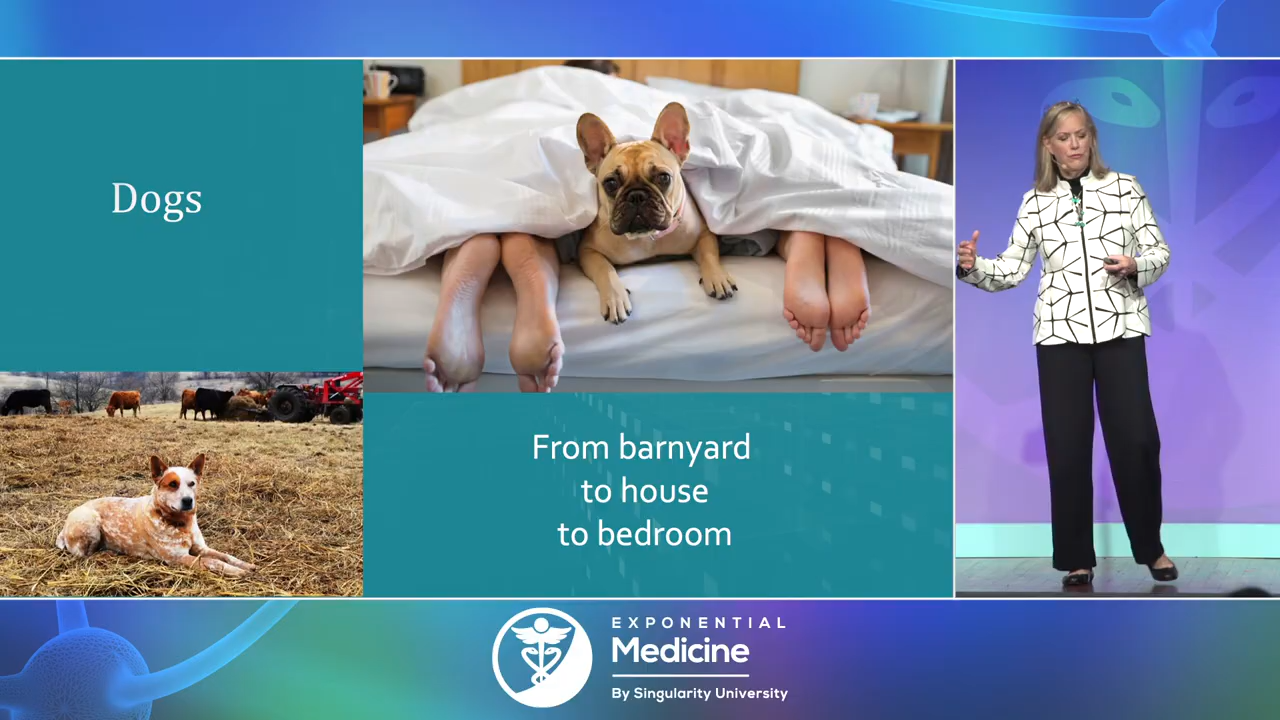 Dogs
From barnyard
to house
to bedroom
EXPONENTIAL
Medicine
By Singularity University